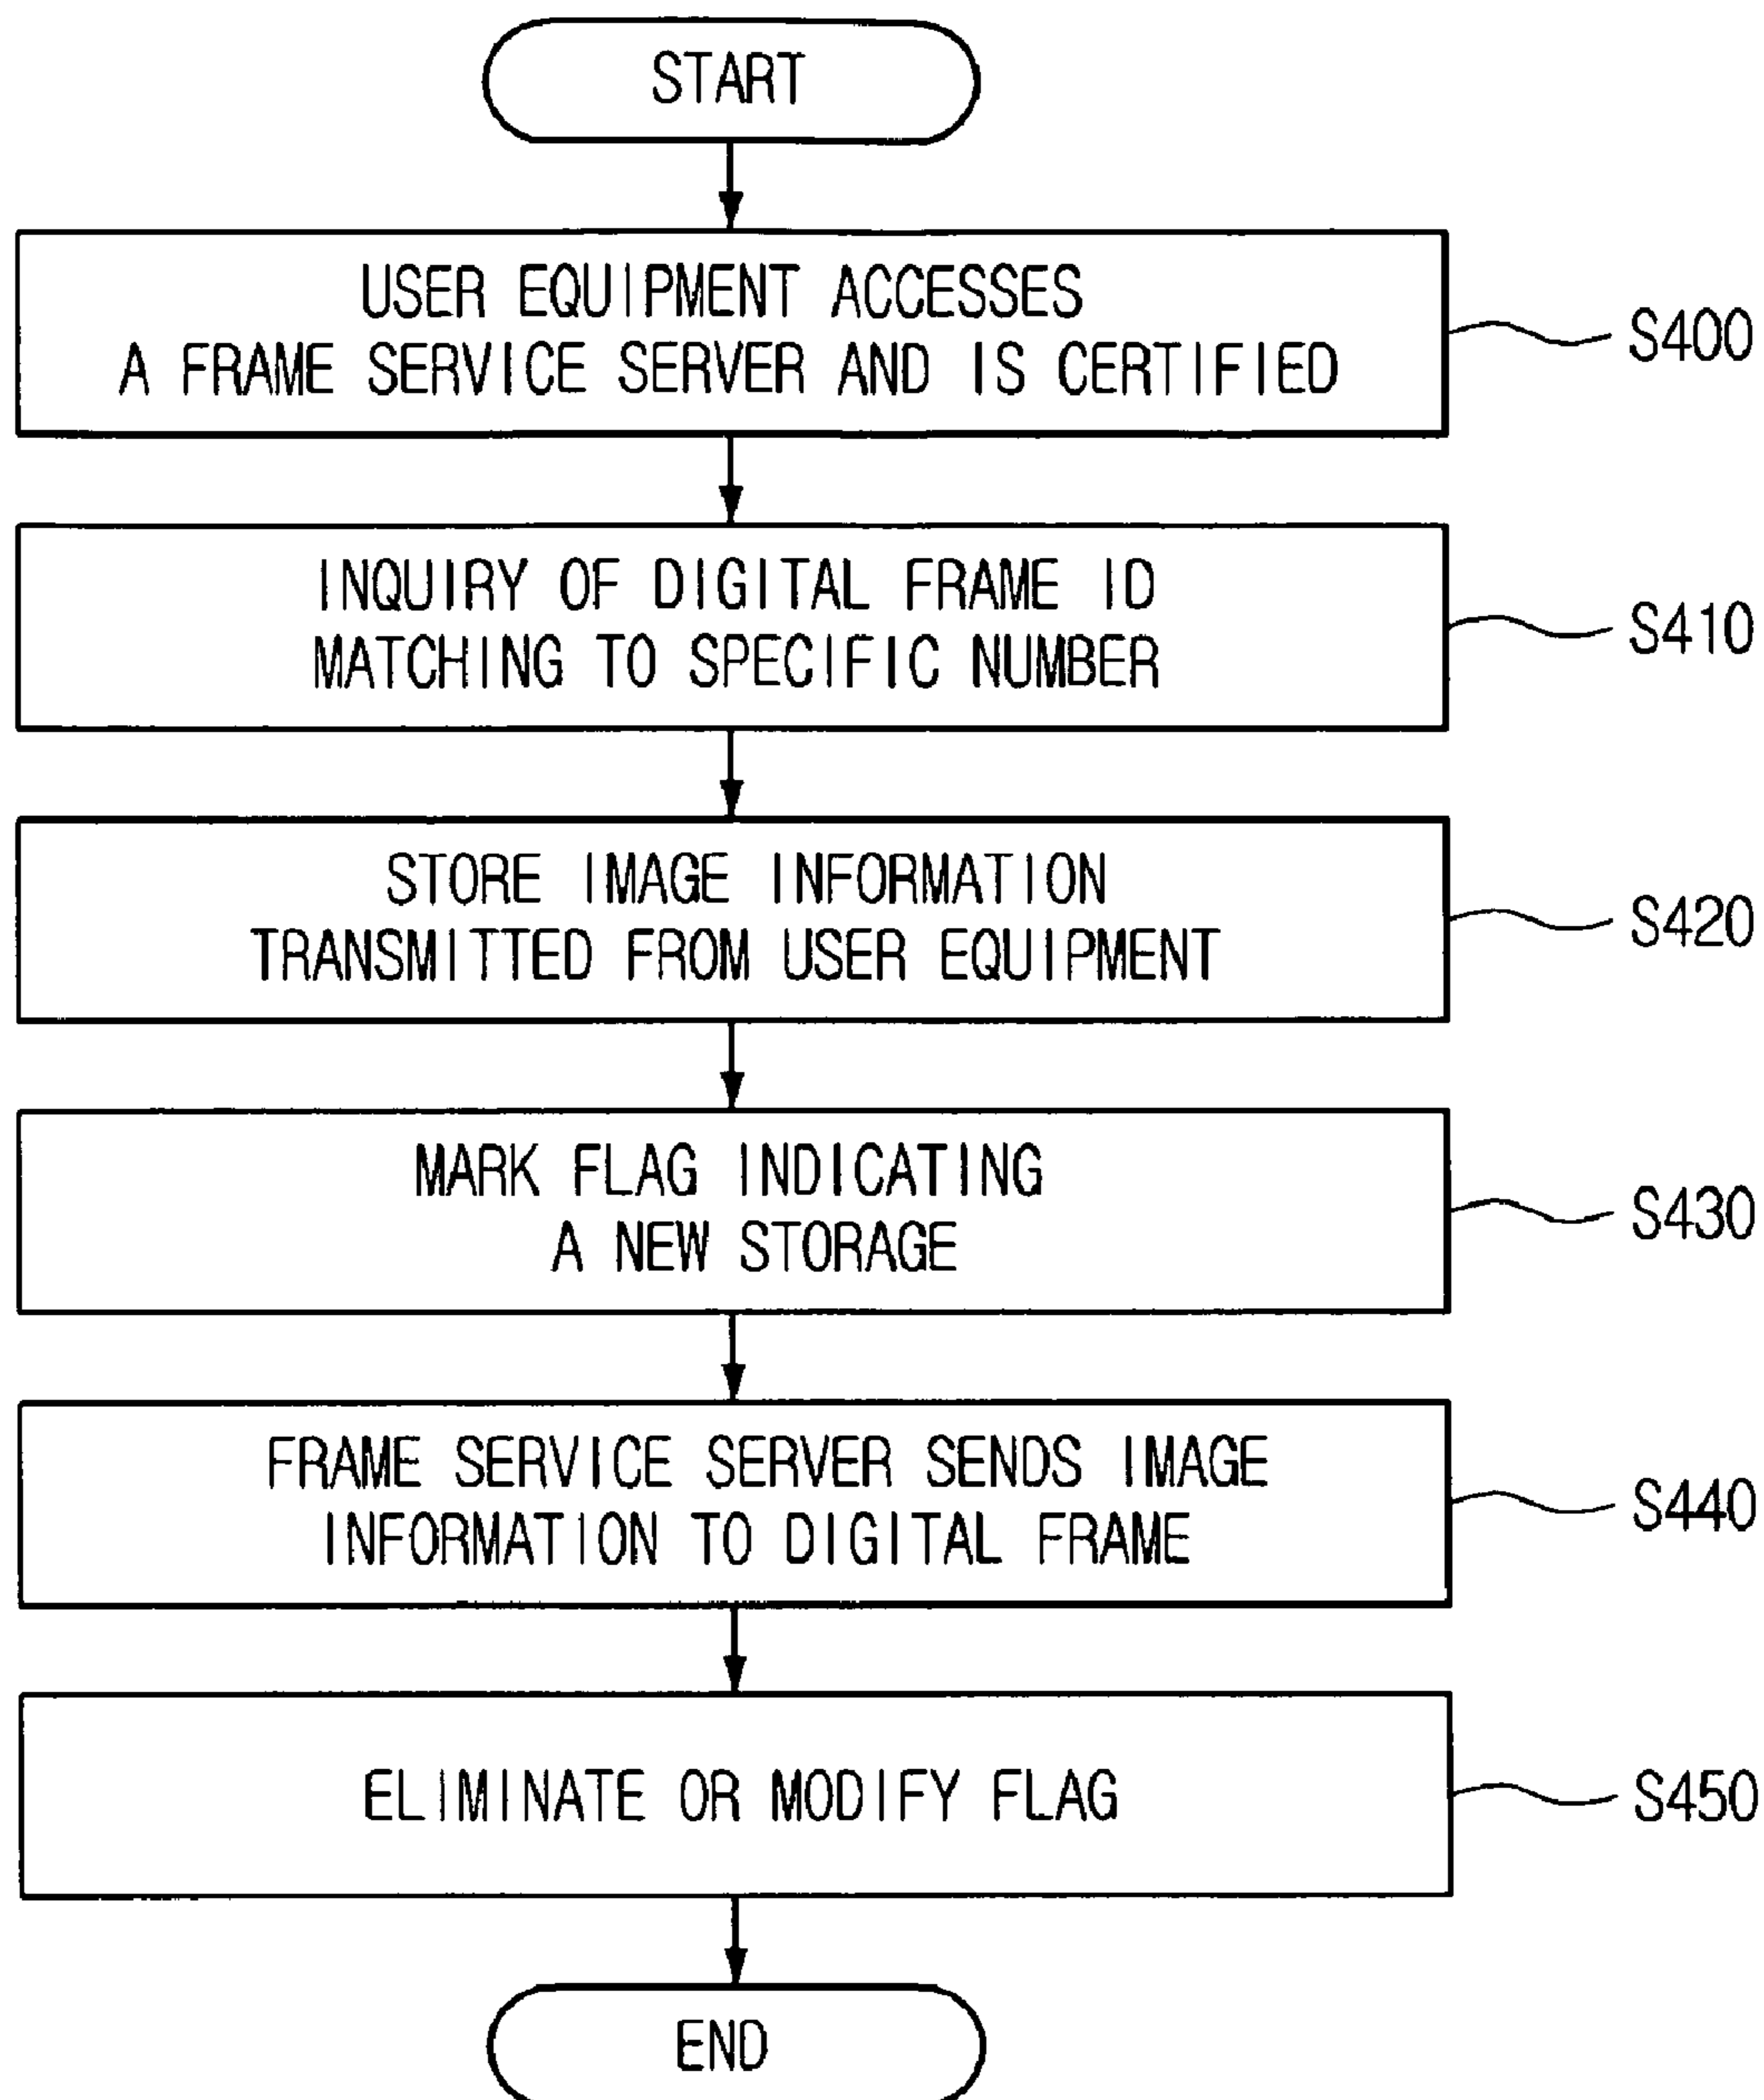 START
USER EQUIPMENT ACCESSES
A FRAME SERVICE SERVER AND IS CERTIFIED
S400
INQUIRY OF DIGITAL FRAME ID
MATCHING TO SPECIFIC NUMBER
S410
STORE IMAGE INFORMATION
TRANSMITTED FROM USER EQUIPMENT
S420
MARK FLAG INDICATING
A NEW STORAGE
S430
FRAME SERVICE SERVER SENDS IMAGE
INFORMATION TO DIGITAL FRAME
S440
ELIMINATE OR MODIFY FLAG
S450
END